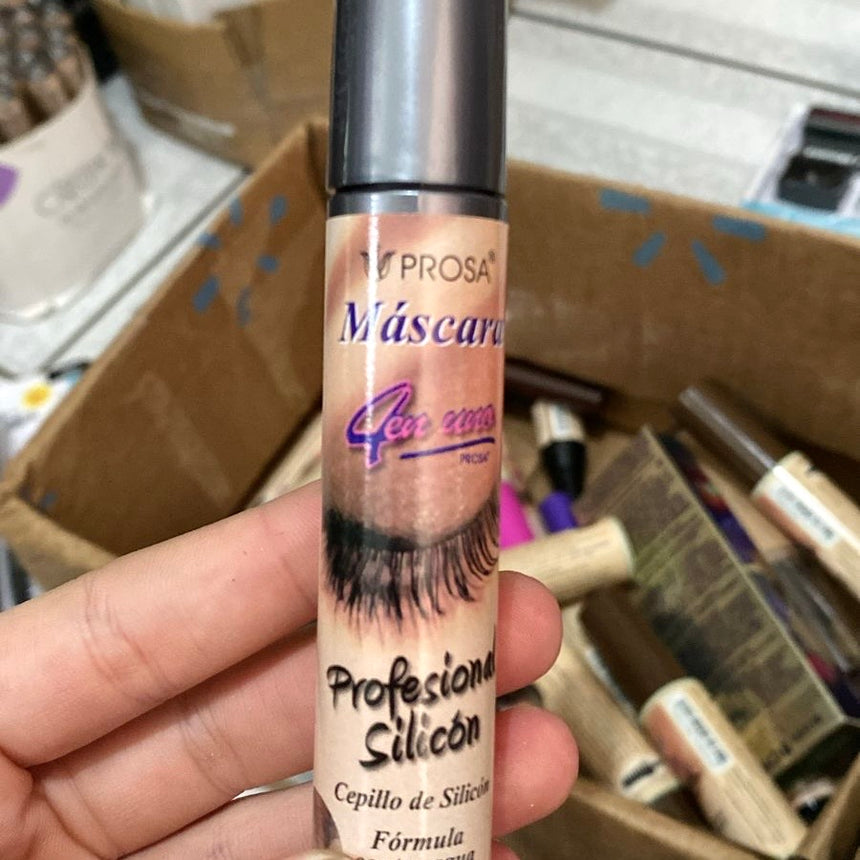 PROSA®
Máscara
4en uno
PROSA®
Profesional
Silicón
Cepillo de Silicón
Fórmula